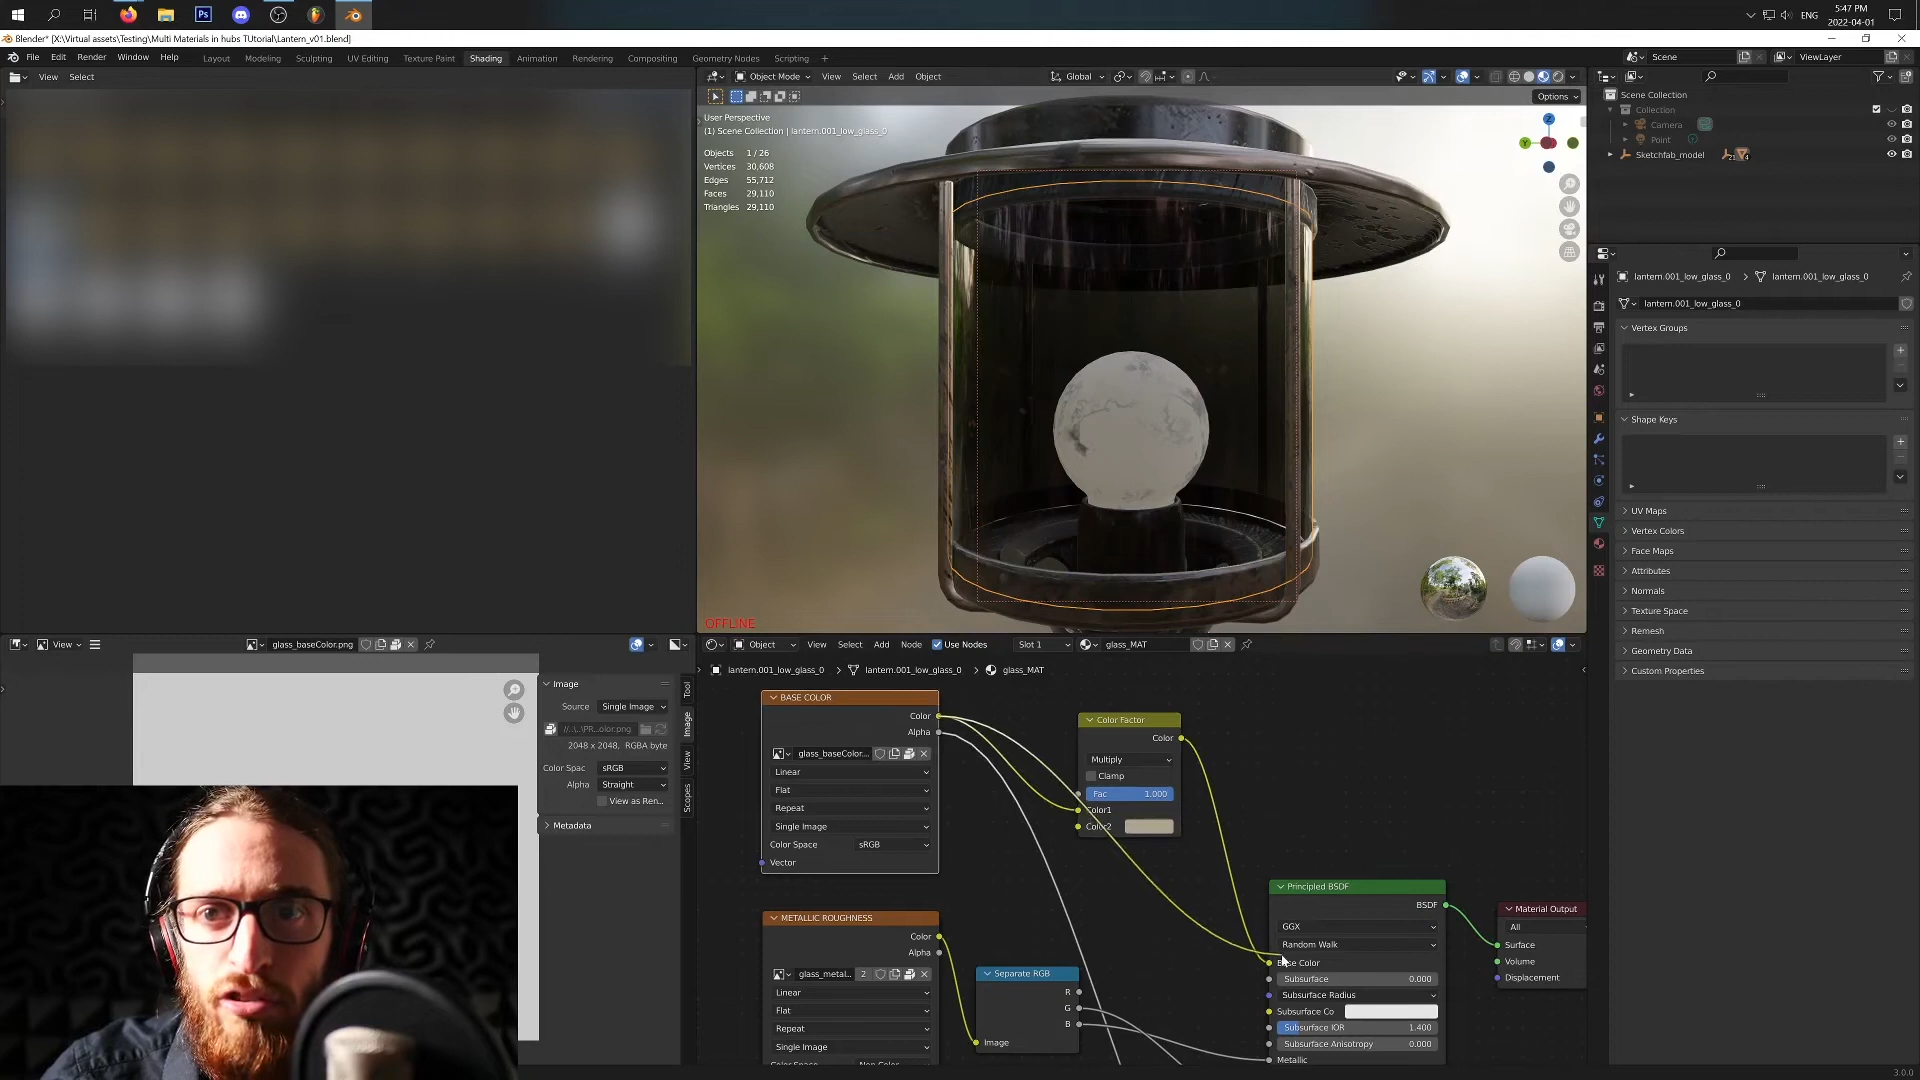 5:47 PM
ENG
2022-04-01
Ps
Blender* [X:\Virtual assets\Testing\Multi Materials in hubs TUtorial\Lantern_v01.blend]
File Edit Render Window Help
Layout Modeling Sculpting UV Editing Texture Paint Shading Animation Rendering Compositing Geometry Nodes Scripting +
Scene
ViewLayer
View Select
Object Mode View Select Add Object
Global
Options
User Perspective
(1) Scene Collection | lantern.001_low_glass_0
Objects 1 / 26
Vertices 30,608
Edges 55,712
Faces 29,110
Triangles 29,110
Z
Y
OFFLINE
Scene Collection
Collection
Camera
Point
Sketchfab_model
lantern.001_low_glass_0 > lantern.001_low_glass_0
lantern.001_low_glass_0
Vertex Groups
Shape Keys
UV Maps
Vertex Colors
Face Maps
Attributes
Normals
Texture Space
Remesh
Geometry Data
Custom Properties
View
glass_baseColor.png
Image
Source Single Image
//..\..\PR...olor.png
2048 x 2048, RGBA byte
Color Spac sRGB
Alpha Straight
View as Ren...
Metadata
Tool
Image
View
Scopes
Object View Select Add Node Use Nodes Slot 1 glass_MAT
lantern.001_low_glass_0 > lantern.001_low_glass_0 > glass_MAT
BASE COLOR
Color
Alpha
glass_baseColor....
Linear
Flat
Repeat
Single Image
Color Space sRGB
Vector
Color Factor
Color
Multiply
Clamp
Fac 1.000
Color1
Color2
METALLIC ROUGHNESS
Color
Alpha
glass_metal... 2
Linear
Flat
Repeat
Single Image
Separate RGB
R
G
B
Image
Principled BSDF
BSDF
GGX
Random Walk
Base Color
Subsurface 0.000
Subsurface Radius
Subsurface Co
Subsurface IOR 1.400
Subsurface Anisotropy 0.000
Metallic
Material Output
All
Surface
Volume
Displacement
3.0.0